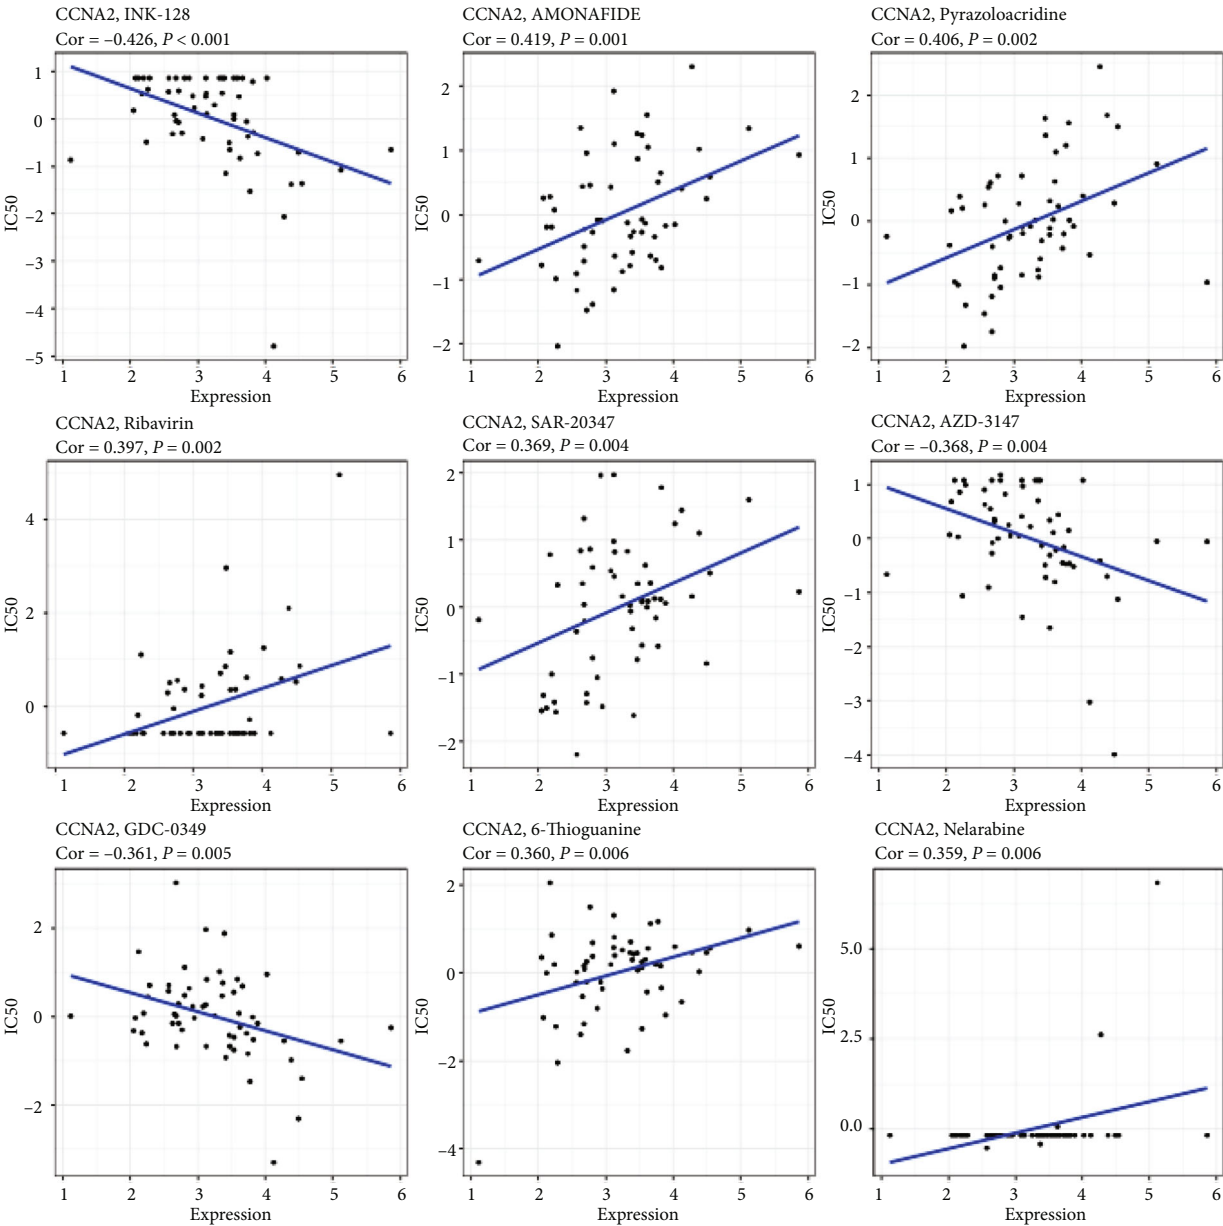 CCNA2, INK-128
Cor = –0.426, P < 0.001
1
0
–1
–2
–3
–4
–5
IC50
1 2 3 4 5 6
Expression
CCNA2, AMONAFIDE
Cor = 0.419, P = 0.001
2
1
0
–1
–2
IC50
1 2 3 4 5 6
Expression
CCNA2, Pyrazoloacridine
Cor = 0.406, P = 0.002
2
1
0
–1
–2
IC50
1 2 3 4 5 6
Expression
CCNA2, Ribavirin
Cor = 0.397, P = 0.002
4
2
0
IC50
1 2 3 4 5 6
Expression
CCNA2, SAR-20347
Cor = 0.369, P = 0.004
2
1
0
–1
–2
IC50
1 2 3 4 5 6
Expression
CCNA2, AZD-3147
Cor = –0.368, P = 0.004
1
0
–1
–2
–3
–4
IC50
1 2 3 4 5 6
Expression
CCNA2, GDC-0349
Cor = –0.361, P = 0.005
2
0
–2
IC50
1 2 3 4 5 6
Expression
CCNA2, 6-Thioguanine
Cor = 0.360, P = 0.006
2
0
–2
–4
IC50
1 2 3 4 5 6
Expression
CCNA2, Nelarabine
Cor = 0.359, P = 0.006
5.0
2.5
0.0
IC50
1 2 3 4 5 6
Expression